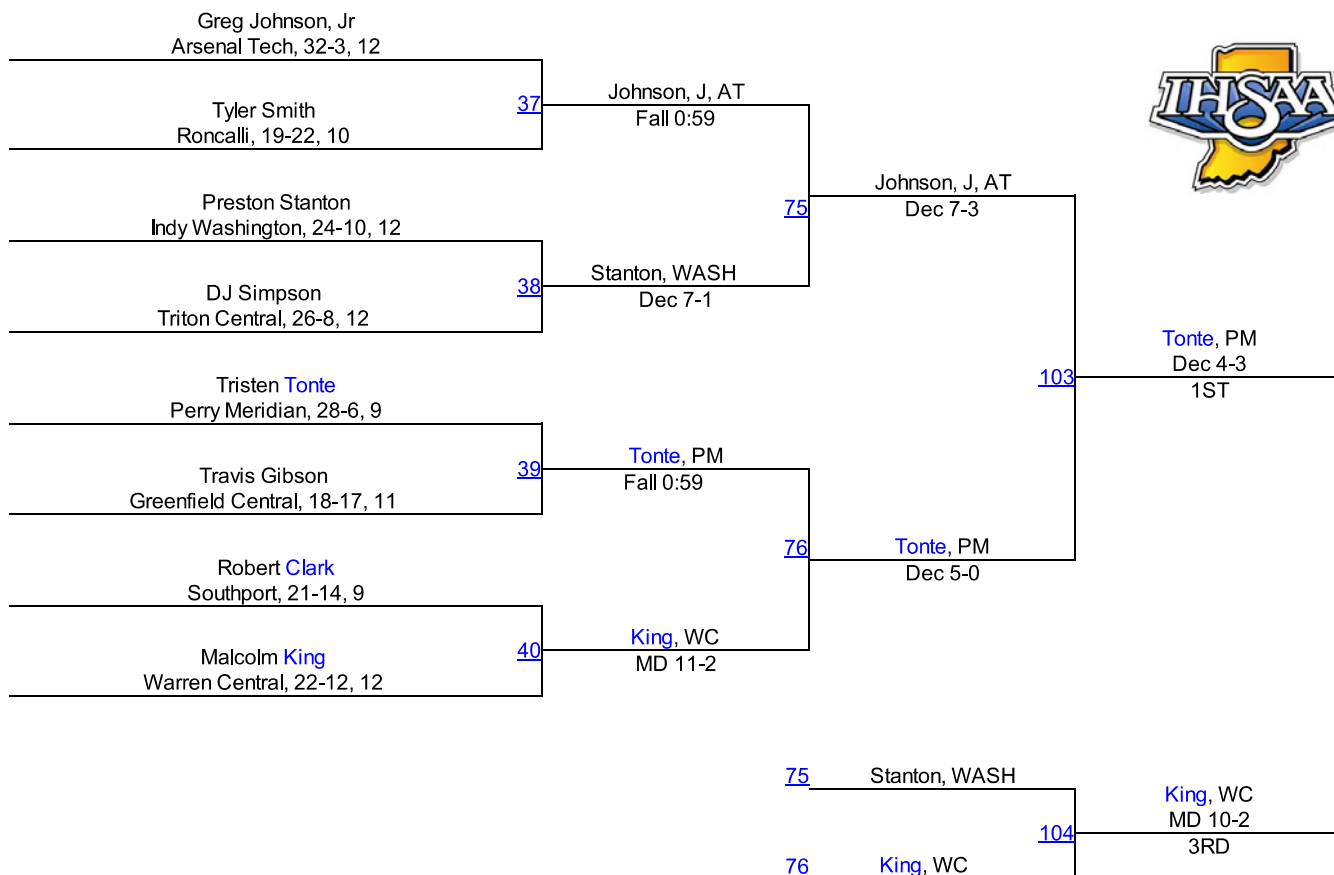 Greg Johnson, Jr
Arsenal Tech, 32-3, 12
37
Tyler Smith
Roncalli, 19-22, 10
Johnson, J, AT
Fall 0:59
IHSAA
Preston Stanton
Indy Washington, 24-10, 12
75
Johnson, J, AT
Dec 7-3
38
DJ Simpson
Triton Central, 26-8, 12
Stanton, WASH
Dec 7-1
Tristen Tonte
Perry Meridian, 28-6, 9
103
Tonte, PM
Dec 4-3
1ST
39
Travis Gibson
Greenfield Central, 18-17, 11
Tonte, PM
Fall 0:59
Robert Clark
Southport, 21-14, 9
76
Tonte, PM
Dec 5-0
40
Malcolm King
Warren Central, 22-12, 12
King, WC
MD 11-2
75
Stanton, WASH
104
King, WC
MD 10-2
3RD
76
King, WC